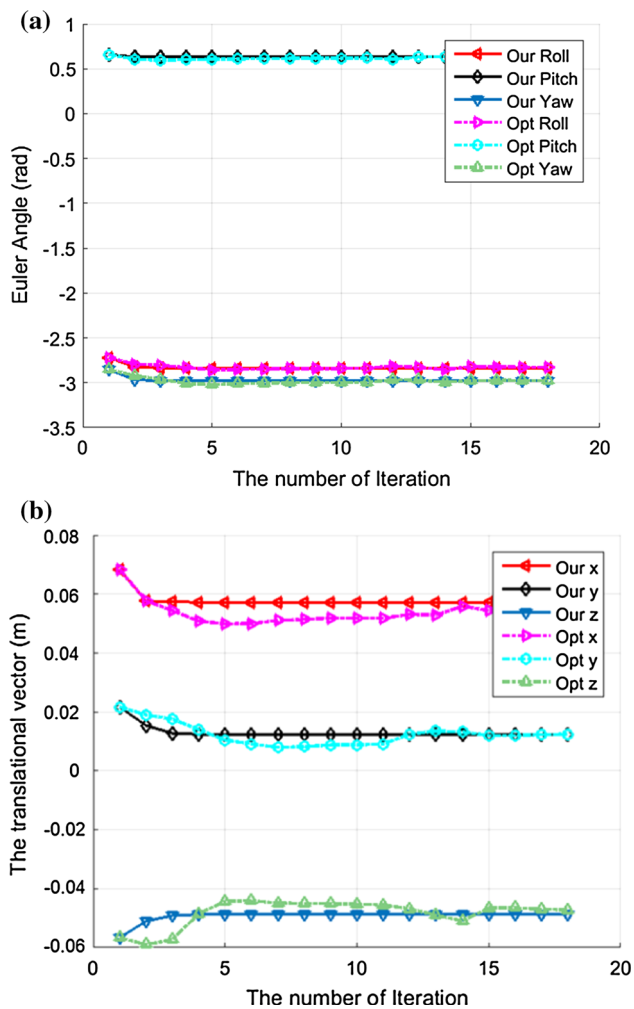 (a)
1
0.5
0
-0.5
-1
-1.5
-2
-2.5
-3
-3.5
Euler Angle (rad)
Our Roll
Our Pitch
Our Yaw
Opt Roll
Opt Pitch
Opt Yaw
0 5 10 15 20
The number of Iteration
(b)
0.08
0.06
0.04
0.02
0
-0.02
-0.04
-0.06
The translational vector (m)
Our x
Our y
Our z
Opt x
Opt y
Opt z
0 5 10 15 20
The number of Iteration